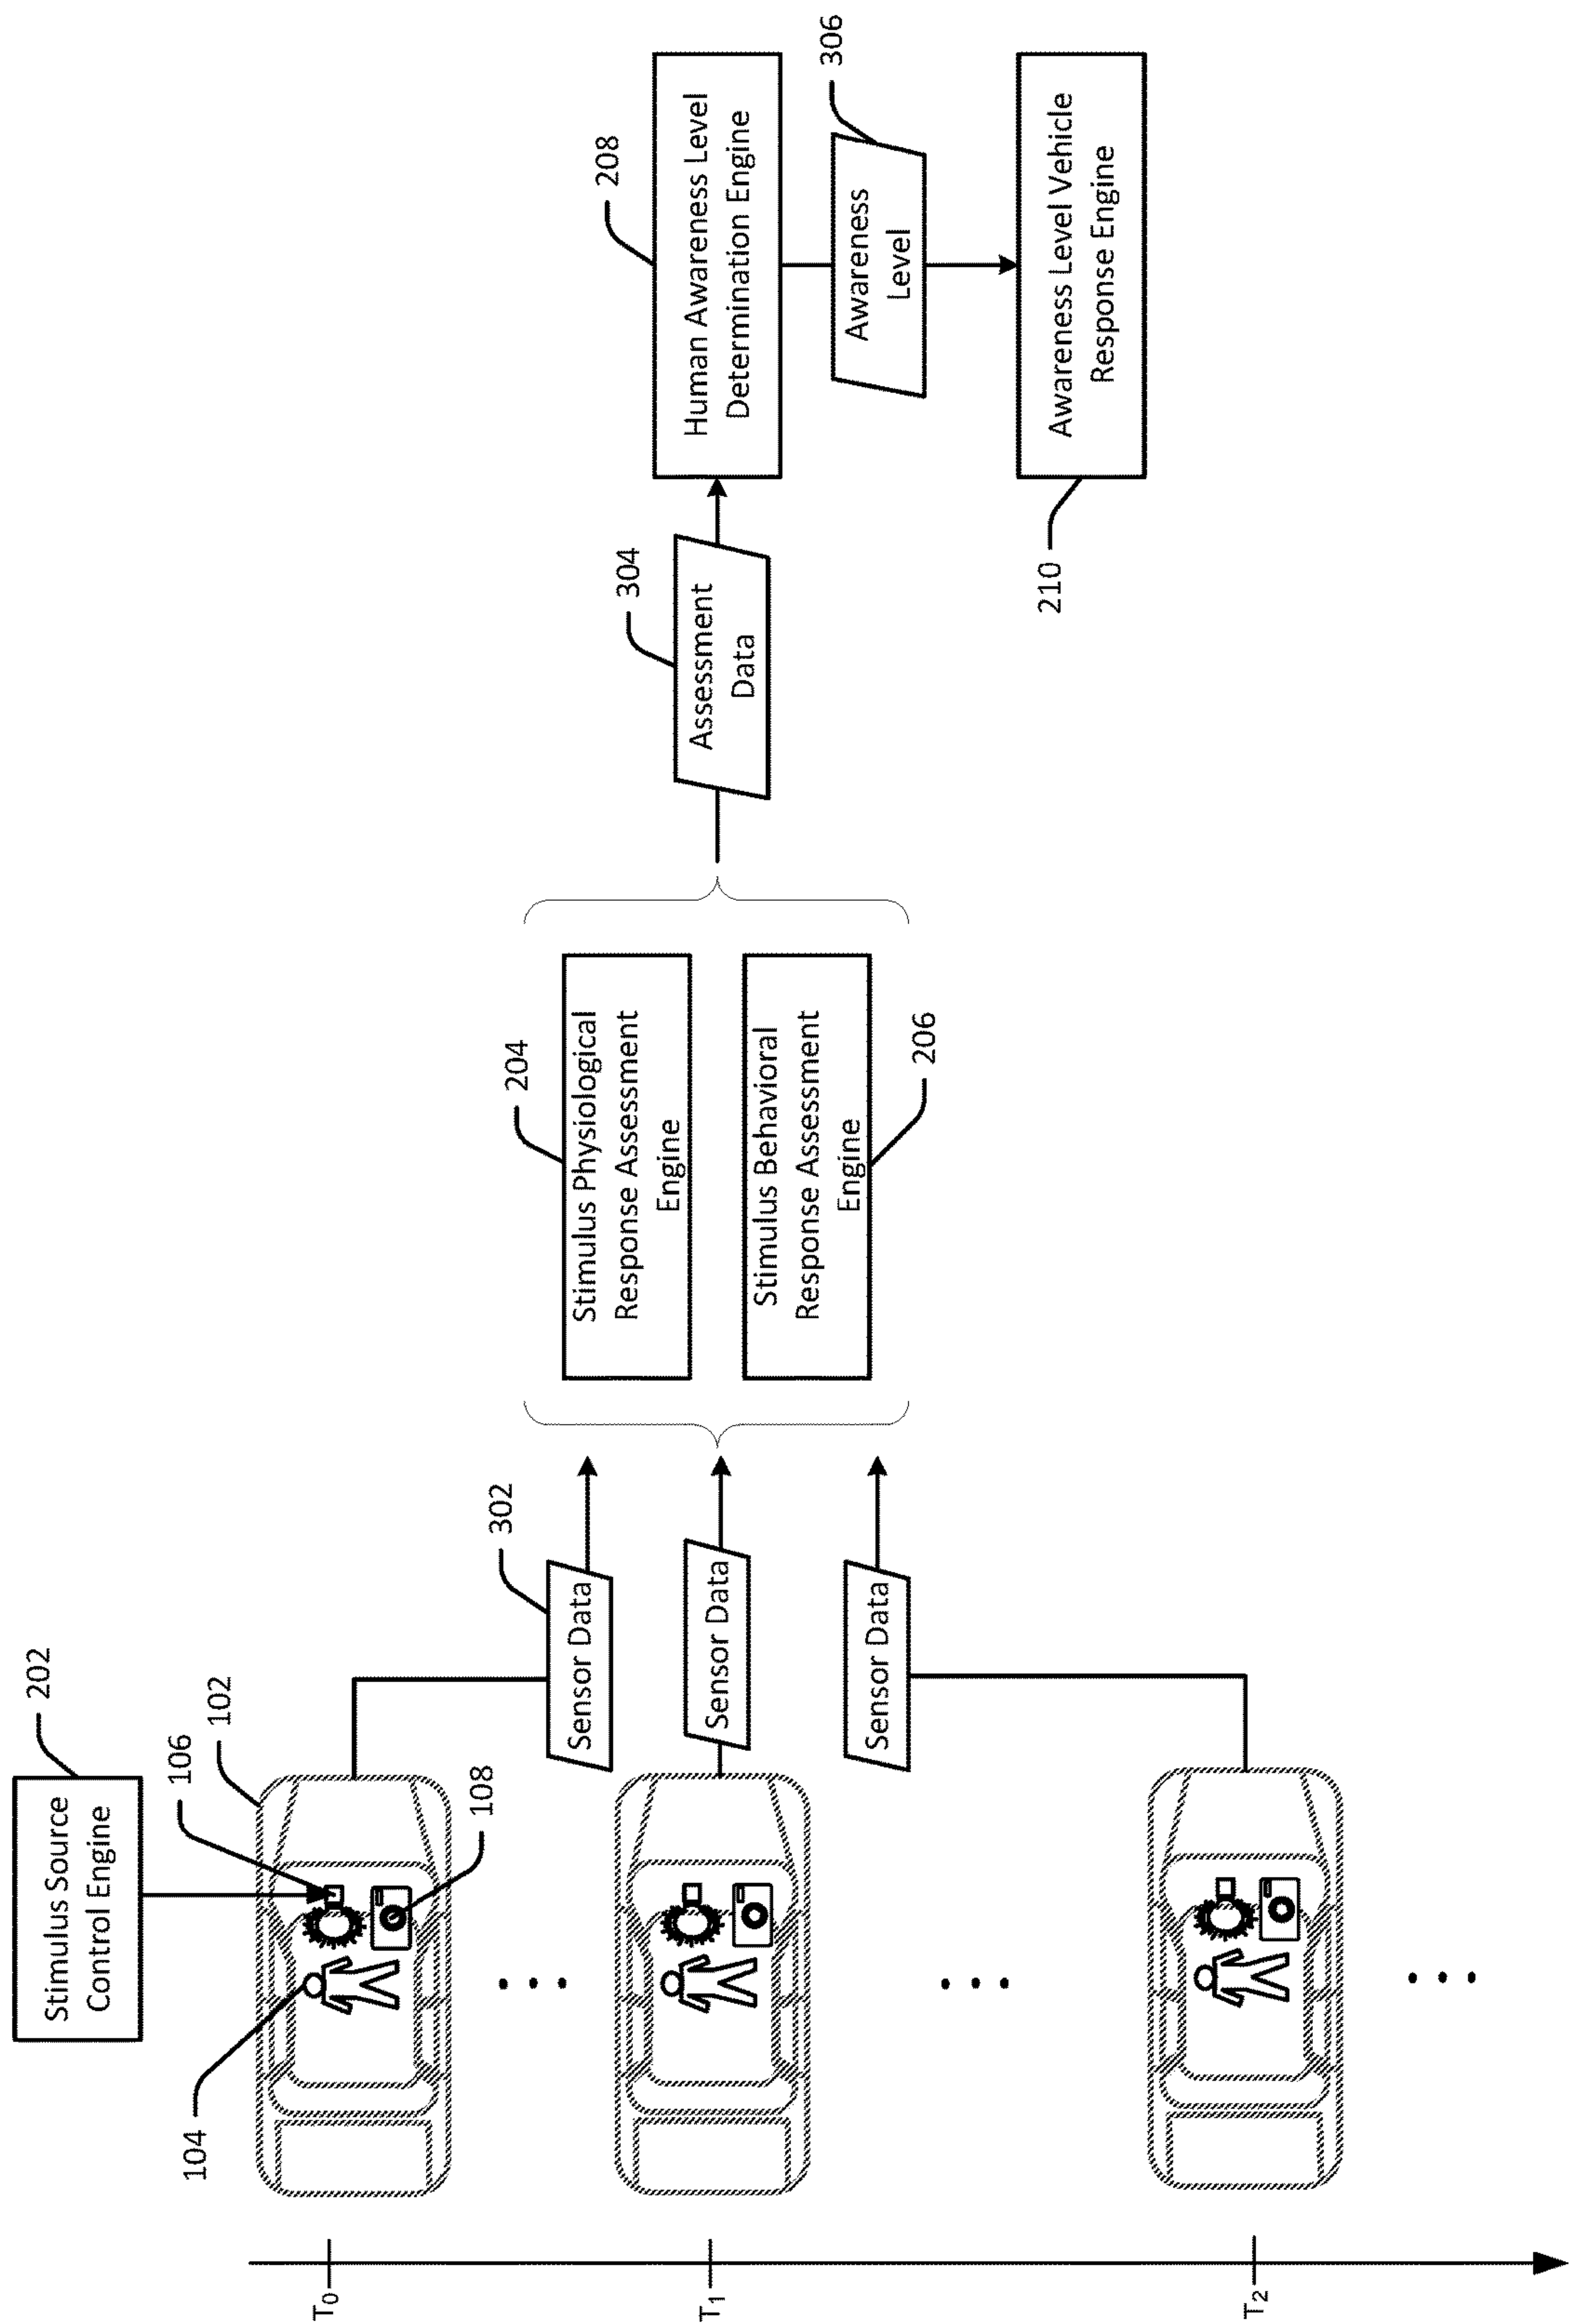 202
Stimulus Source
Control Engine
106
102
104
108
T0
T1
T2
302
Sensor Data
Sensor Data
Sensor Data
204
Stimulus Physiological
Response Assessment
Engine
Stimulus Behavioral
Response Assessment
Engine
206
304
Assessment
Data
208
Human Awareness Level
Determination Engine
306
Awareness
Level
Awareness Level Vehicle
Response Engine
210